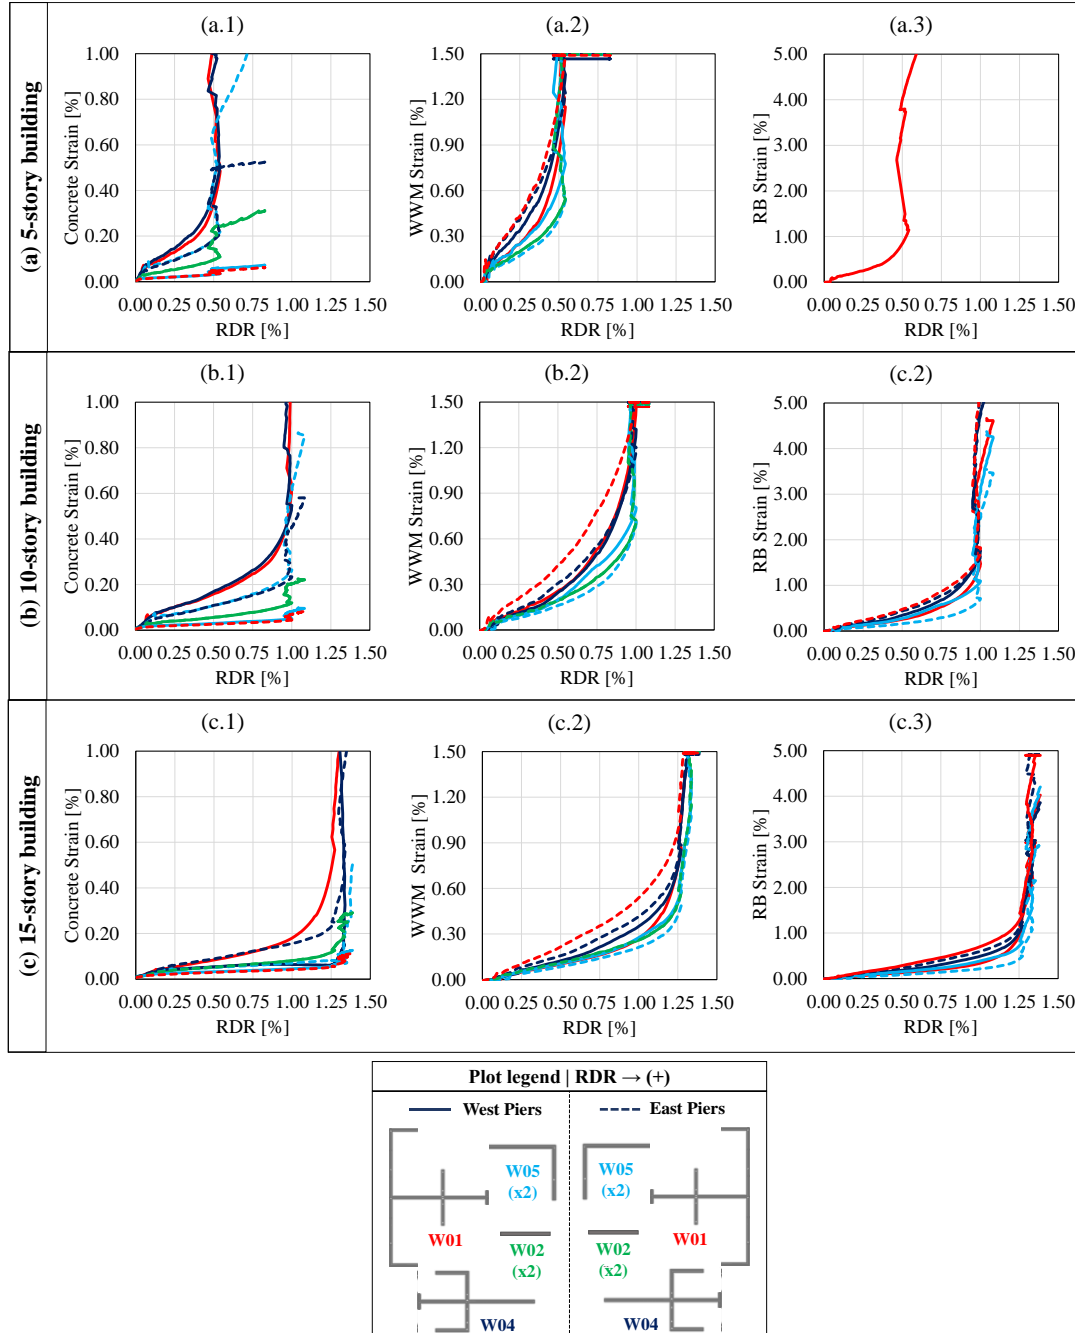 (a) 5-story building
(a.1)
1.00
0.80
0.60
0.40
0.20
0.00
Concrete Strain [%]
0.00 0.25 0.50 0.75 1.00 1.25 1.50
RDR [%]
(a.2)
1.50
1.20
0.90
0.60
0.30
0.00
WWM Strain [%]
0.00 0.25 0.50 0.75 1.00 1.25 1.50
RDR [%]
(a.3)
5.00
4.00
3.00
2.00
1.00
0.00
RB Strain [%]
0.00 0.25 0.50 0.75 1.00 1.25 1.50
RDR [%]
(b) 10-story building
(b.1)
1.00
0.80
0.60
0.40
0.20
0.00
Concrete Strain [%]
0.00 0.25 0.50 0.75 1.00 1.25 1.50
RDR [%]
(b.2)
1.50
1.20
0.90
0.60
0.30
0.00
WWM Strain [%]
0.00 0.25 0.50 0.75 1.00 1.25 1.50
RDR [%]
(c.2)
5.00
4.00
3.00
2.00
1.00
0.00
RB Strain [%]
0.00 0.25 0.50 0.75 1.00 1.25 1.50
RDR [%]
(c) 15-story building
(c.1)
1.00
0.80
0.60
0.40
0.20
0.00
Concrete Strain [%]
0.00 0.25 0.50 0.75 1.00 1.25 1.50
RDR [%]
(c.2)
1.50
1.20
0.90
0.60
0.30
0.00
WWM Strain [%]
0.00 0.25 0.50 0.75 1.00 1.25 1.50
RDR [%]
(c.3)
5.00
4.00
3.00
2.00
1.00
0.00
RB Strain [%]
0.00 0.25 0.50 0.75 1.00 1.25 1.50
RDR [%]
Plot legend | RDR → (+)
West Piers
East Piers
W05
(x2)
W05
(x2)
W01
W02
(x2)
W02
(x2)
W01
W04
W04